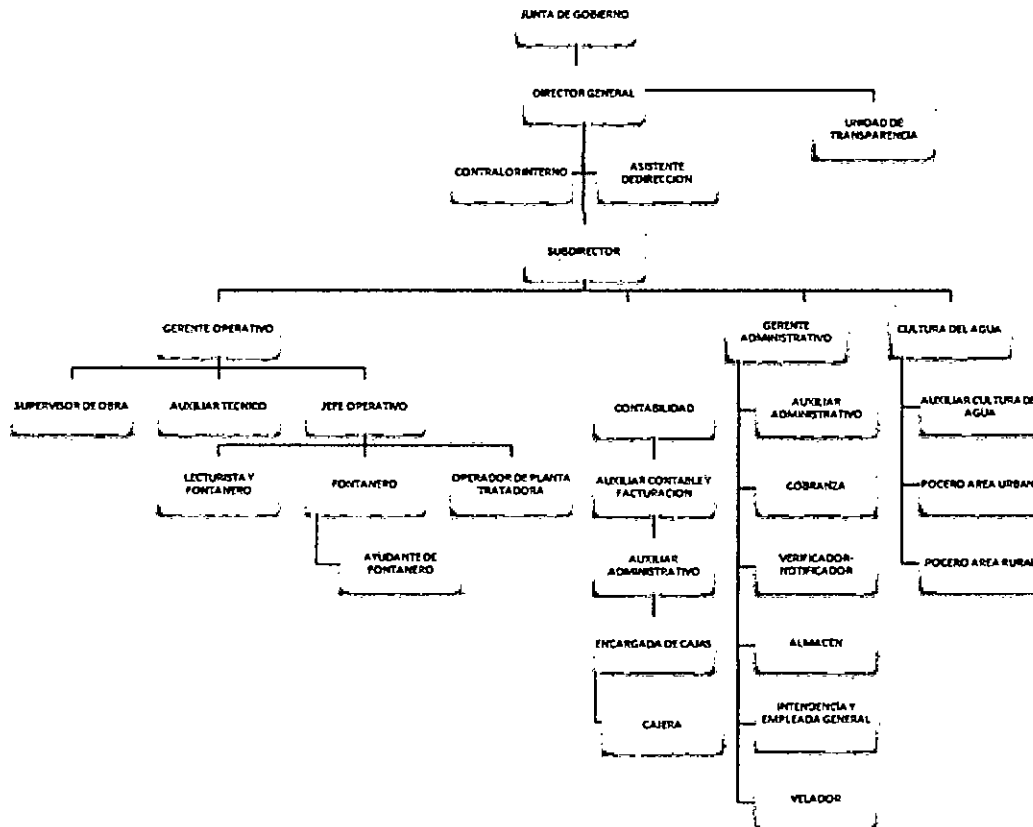 JUNTA DE GOBIERNO
DIRECTOR GENERAL
UNIDAD DE
TRANSPARENCIA
CONTRALOR INTERNO
ASISTENTE
DEDIRECCION
SUBDIRECTOR
GERENTE OPERATIVO
GERENTE
ADMINISTRATIVO
CULTURA DEL AGUA
SUPERVISOR DE OBRA
AUXILIAR TECNICO
JEFE OPERATIVO
CONTABILIDAD
AUXILIAR
ADMINISTRATIVO
AUXILIAR CULTURA DE
AGUA
LECTURISTA Y
FONTANERO
FONTANERO
OPERADOR DE PLANTA
TRATADORA
AUXILIAR CONTABLE Y
FACTURACION
COBRANZA
POCERO AREA URBAN
AYUDANTE DE
FONTANERO
AUXILIAR
ADMINISTRATIVO
VERIFICADOR-
NOTIFICADOR
POCERO AREA RURAL
ENCARGADA DE CAJAS
ALMACÉN
CAJERA
INTENDENCIA Y
EMPLEADA GENERAL
VELADOR